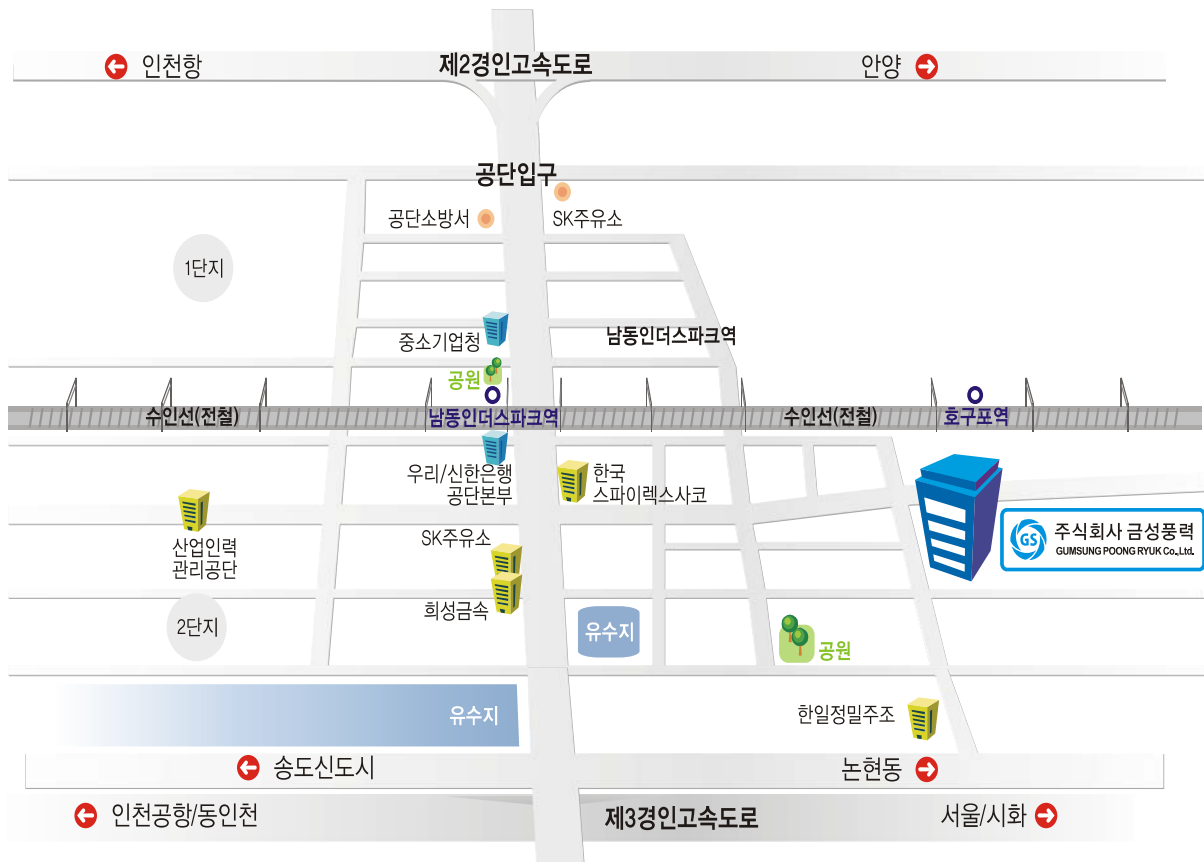 인천항
제2경인고속도로
안양
공단입구
공단소방서
SK주유소
1단지
중소기업청
남동인더스파크역
공원
수인선(전철)
남동인더스파크역
수인선(전철)
호구포역
우리/신한은행
공단본부
한국
스파이렉스사코
산업인력
관리공단
SK주유소
GS
주식회사 금성풍력
GUMSUNG POONG RYUK Co.,Ltd.
희성금속
2단지
유수지
공원
유수지
한일정밀주조
송도신도시
논현동
인천공항/동인천
제3경인고속도로
서울/시화